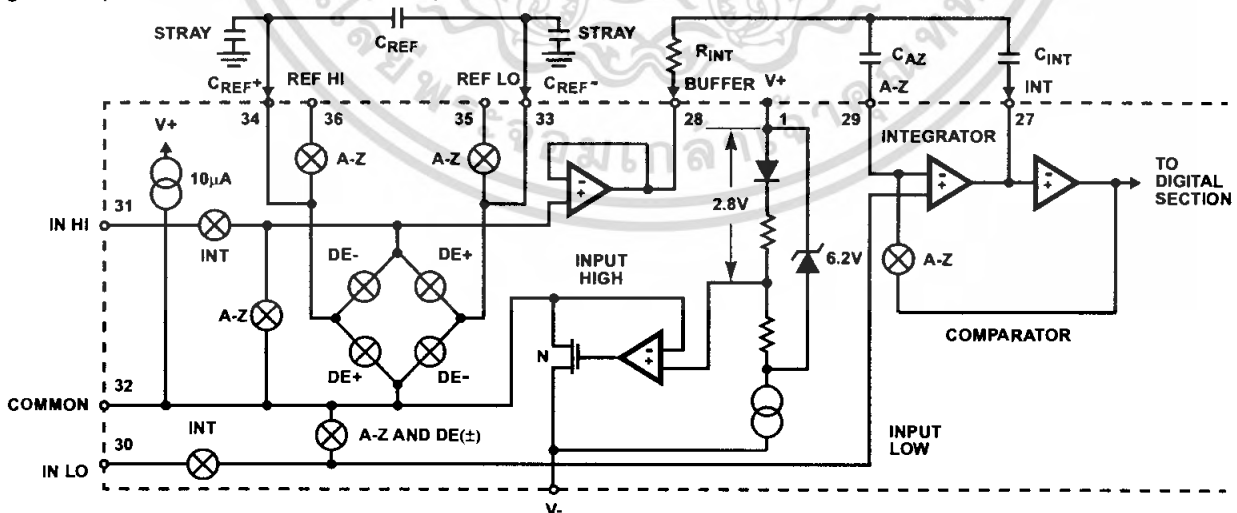 STRAY
CREF
STRAY
RINT
CAZ
CINT
CREF+
REF HI
REF LO
CREF-
BUFFER
V+
A-Z
INT
34
36
35
33
28
1
29
INTEGRATOR
27
V+
10µA
A-Z
A-Z
- +
2.8V
- +
- +
TO
DIGITAL
SECTION
31
IN HI
INT
DE-
DE+
INPUT
HIGH
6.2V
A-Z
A-Z
N
- +
COMPARATOR
DE+
DE-
32
COMMON
INT
A-Z AND DE(±)
INPUT
LOW
30
IN LO
V-